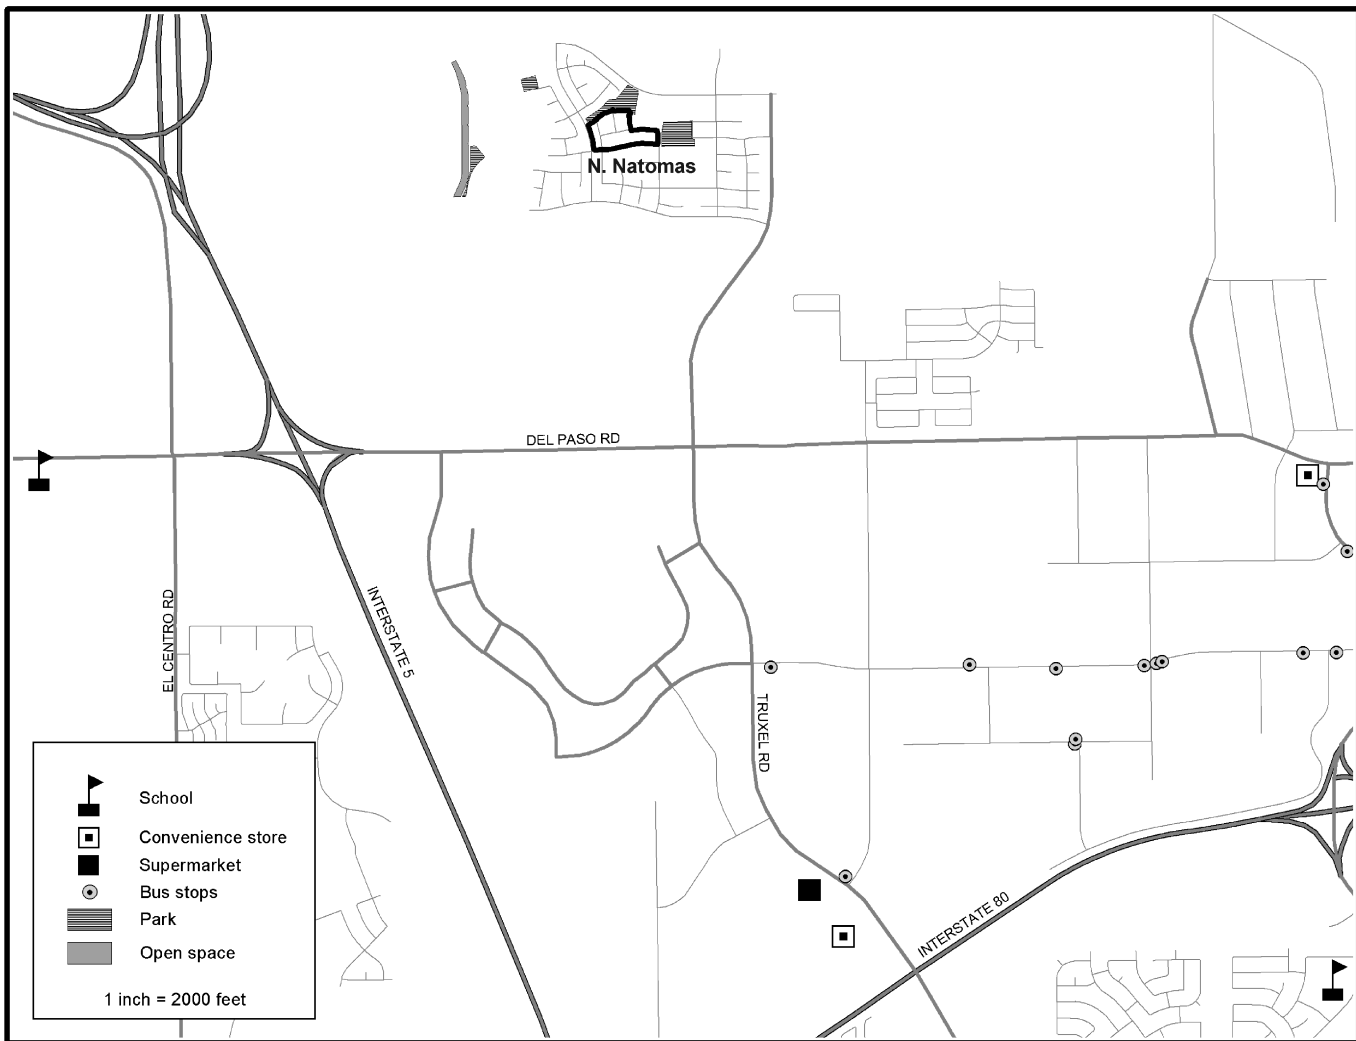 N. Natomas
DEL PASO RD
EL CENTRO RD
INTERSTATE 5
TRUXEL RD
INTERSTATE 80
School
Convenience store
Supermarket
Bus stops
Park
Open space
1 inch = 2000 feet